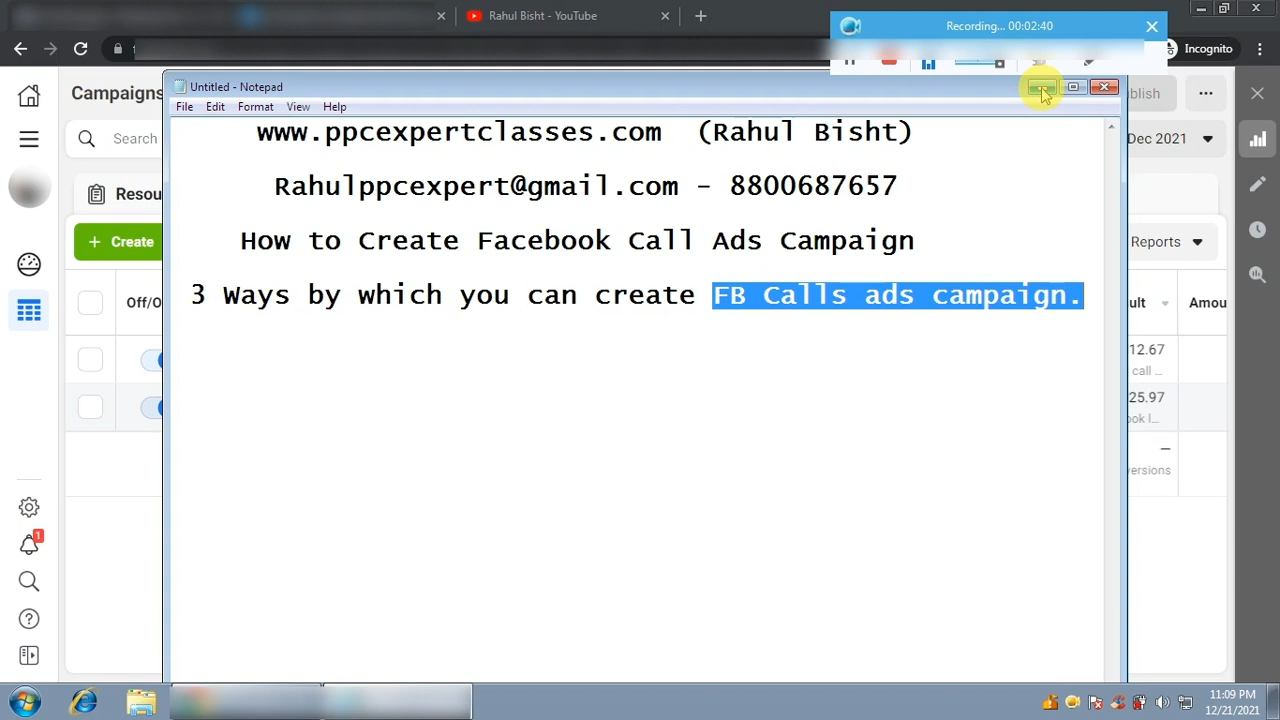 Rahul Bisht - YouTube
Recording... 00:02:40
Incognito
Campaigns
Untitled - Notepad
File Edit Format View Help
Search
Dec 2021
www.ppcexpertclasses.com (Rahul Bisht)
Rahulppcexpert@gmail.com - 8800687657
How to Create Facebook Call Ads Campaign
3 Ways by which you can create FB Calls ads campaign.
+ Create
Reports
Off/O
12.67
call ...
25.97
1
11:09 PM
12/21/2021